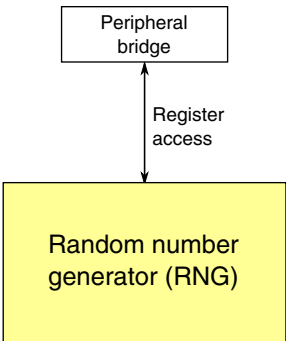 Peripheral
bridge
Register
access
Random number
generator (RNG)